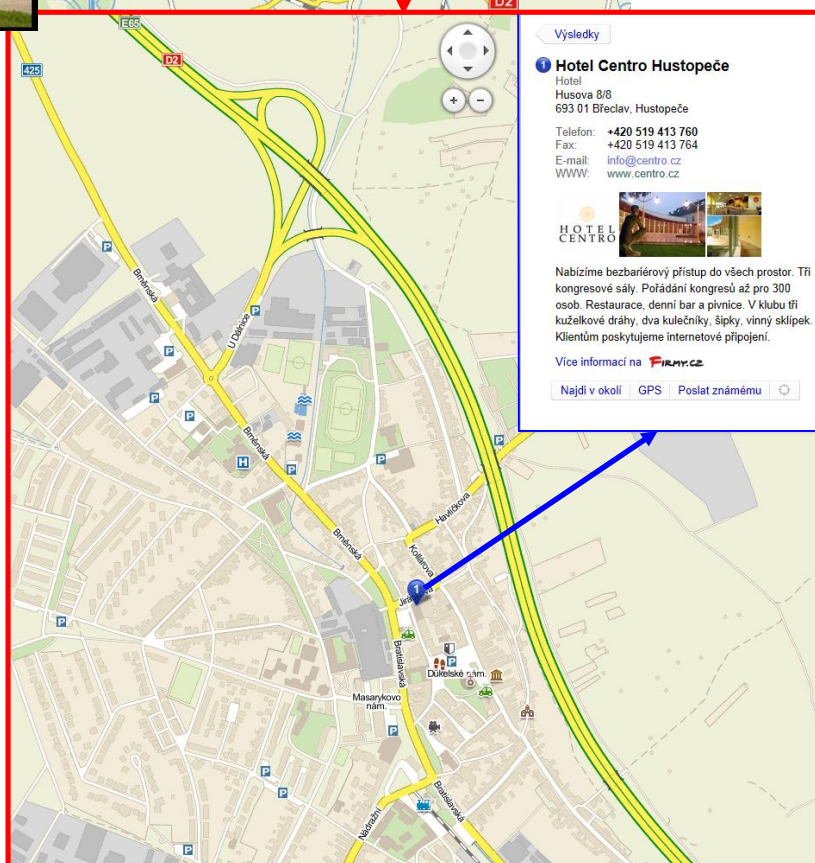 D2
E65
425
D2
Výsledky
1 Hotel Centro Hustopeče
Hotel
Husova 8/8
693 01 Břeclav, Hustopeče
Telefon: +420 519 413 760
Fax: +420 519 413 764
E-mail: info@centro.cz
WWW: www.centro.cz
HOTEL
CENTRO
Nabízíme bezbariérový přístup do všech prostor. Tři
kongresové sály. Pořádání kongresů až pro 300
osob. Restaurace, denní bar a pivnice. V klubu tři
kuželkové dráhy, dva kulečníky, šipky, vinný sklípek.
Klientům poskytujeme internetové připojení.
Více informací na FIRMY.CZ
Najdi v okolí GPS Poslat známému
P
Brněnská
U Dálnice
P
P
P
P
P
Brněnská
H
P
P
P
Havlíčkova
Brněnská
Kollárova
1
P
Bratislavská
P
Dukelské nám.
Masarykovo
nám.
P
P
Bratislavská
Nádražní
P